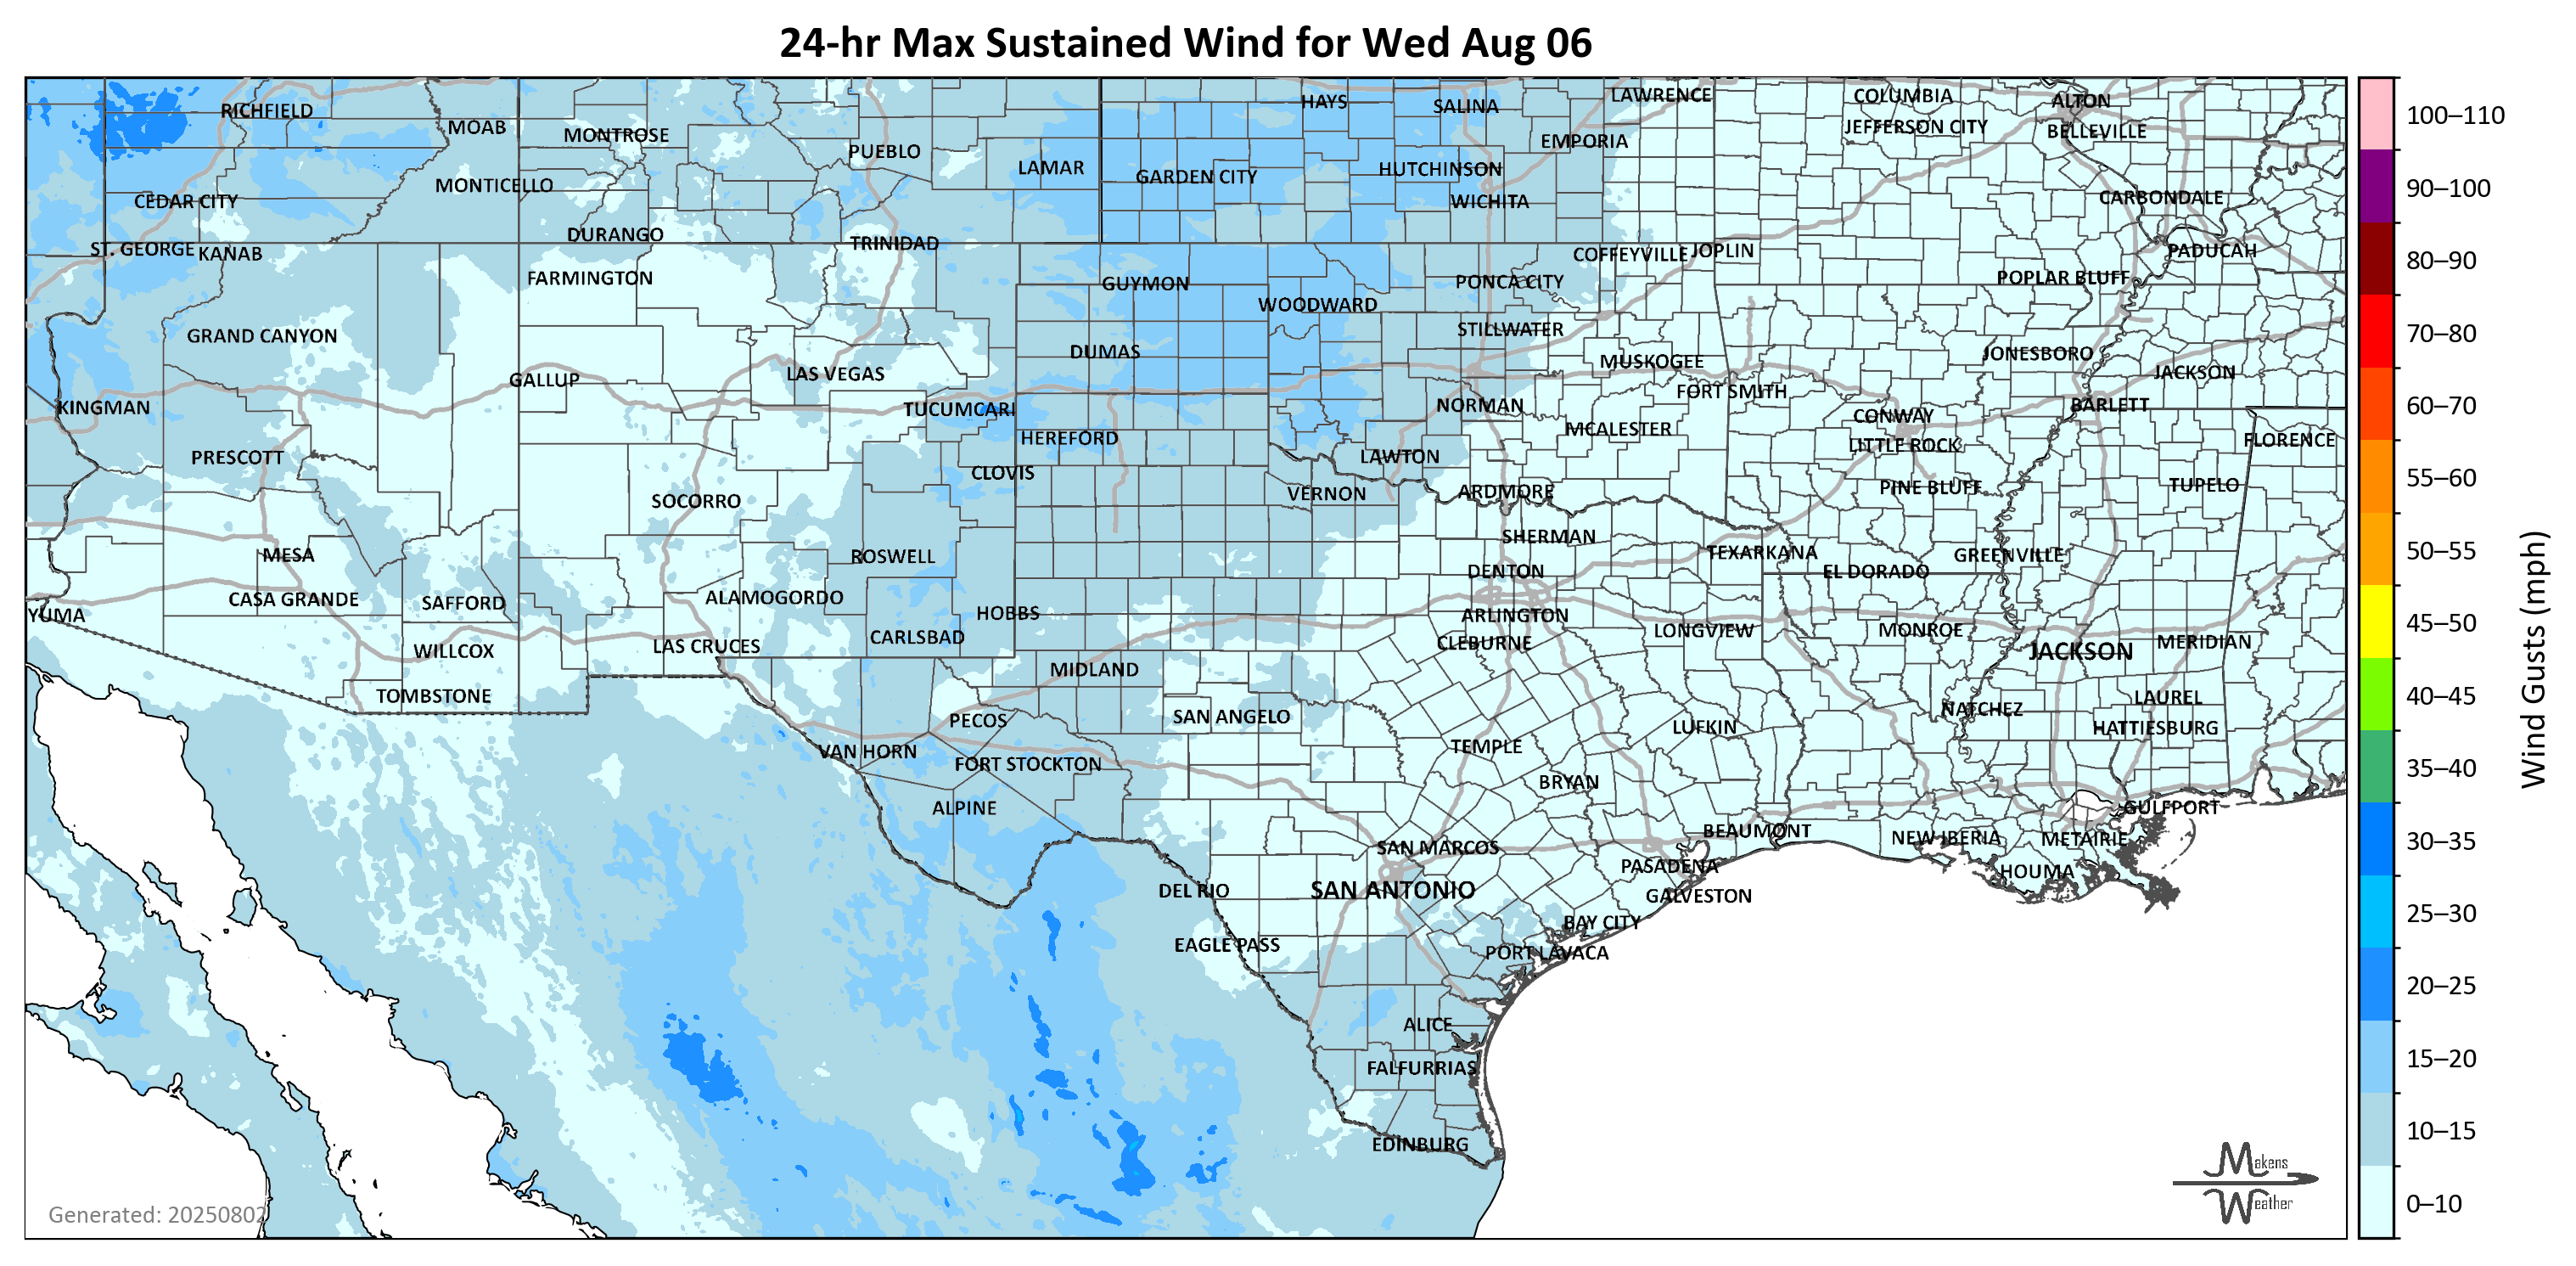 24-hr Max Sustained Wind for Wed Aug 06
RICHFIELD
MOAB
MONTROSE
PUEBLO
LAMAR
HAYS
SALINA
LAWRENCE
COLUMBIA
ALTON
EMPORIA
JEFFERSON CITY
BELLEVILLE
CEDAR CITY
MONTICELLO
GARDEN CITY
HUTCHINSON
WICHITA
CARBONDALE
ST. GEORGE
KANAB
DURANGO
TRINIDAD
COFFEYVILLE
JOPLIN
PADUCAH
FARMINGTON
GUYMON
WOODWARD
PONCA CITY
POPLAR BLUFF
GRAND CANYON
DUMAS
STILLWATER
MUSKOGEE
JONESBORO
GALLUP
LAS VEGAS
FORT SMITH
JACKSON
KINGMAN
TUCUMCARI
NORMAN
CONWAY
BARLETT
PRESCOTT
HEREFORD
MCALESTER
LITTLE ROCK
FLORENCE
CLOVIS
LAWTON
SOCORRO
VERNON
ARDMORE
PINE BLUFF
TUPELO
MESA
ROSWELL
SHERMAN
TEXARKANA
GREENVILLE
DENTON
EL DORADO
YUMA
CASA GRANDE
SAFFORD
ALAMOGORDO
HOBBS
ARLINGTON
WILLCOX
LAS CRUCES
CARLSBAD
CLEBURNE
LONGVIEW
MONROE
JACKSON
MERIDIAN
TOMBSTONE
MIDLAND
PECOS
SAN ANGELO
LUFKIN
NATCHEZ
LAUREL
HATTIESBURG
VAN HORN
FORT STOCKTON
TEMPLE
ALPINE
BRYAN
GULFPORT
BEAUMONT
NEW IBERIA
METAIRIE
SAN MARCOS
PASADENA
HOUMA
DEL RIO
SAN ANTONIO
GALVESTON
EAGLE PASS
BAY CITY
PORT LAVACA
ALICE
FALFURRIAS
EDINBURG
Generated: 20250802
Makens
Weather
100–110
90–100
80–90
70–80
60–70
55–60
50–55
45–50
40–45
35–40
30–35
25–30
20–25
15–20
10–15
0–10
Wind Gusts (mph)